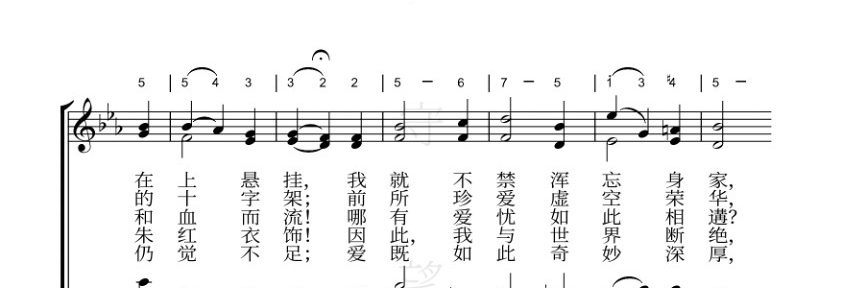 5 | 5 4 3 | 3 2 2 | 5 — 6 | 7 — 5 | 1 3 ♯4 | 5 —
在 上 悬 挂, 我 就 不 禁 浑 忘 身 家,
的 十 字 架; 前 所 珍 爱 虚 空 荣 华,
和 血 而 流! 哪 有 爱 忧 如 此 相 遘?
朱 红 衣 饰! 因 此, 我 与 世 界 断 绝,
仍 觉 不 足; 爱 既 如 此 奇 妙 深 厚,